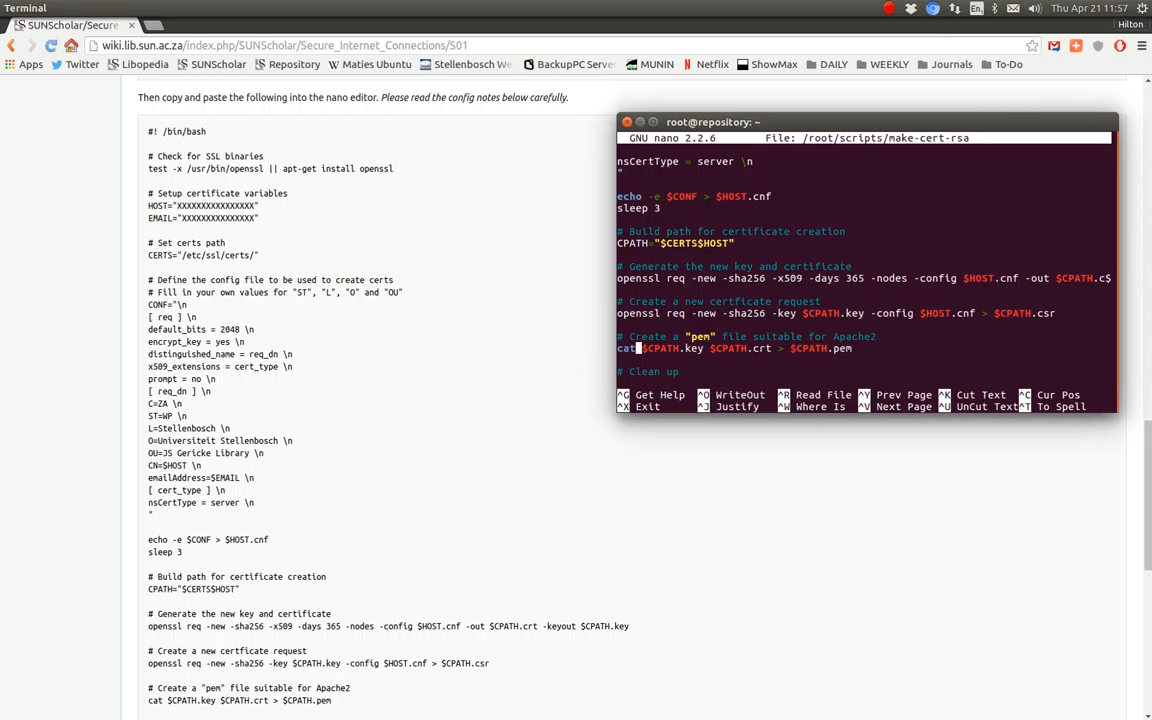 Terminal
En
Thu Apr 21 11:57
SUNScholar/Secure
Hilton
wiki.lib.sun.ac.za/index.php/SUNScholar/Secure_Internet_Connections/S01
Apps Twitter Libopedia SUNScholar Repository Maties Ubuntu Stellenbosch We BackupPC Server MUNIN Netflix ShowMax DAILY WEEKLY Journals To-Do
Then copy and paste the following into the nano editor. Please read the config notes below carefully.
#! /bin/bash
# Check for SSL binaries
test -x /usr/bin/openssl || apt-get install openssl
# Setup certificate variables
HOST="XXXXXXXXXXXXXXX"
EMAIL="XXXXXXXXXXXXXX"
# Set certs path
CERTS="/etc/ssl/certs/"
# Define the config file to be used to create certs
# Fill in your own values for "ST", "L", "O" and "OU"
CONF="\n
[ req ] \n
default_bits = 2048 \n
encrypt_key = yes \n
distinguished_name = req_dn \n
x509_extensions = cert_type \n
prompt = no \n
[ req_dn ] \n
C=ZA \n
ST=WP \n
L=Stellenbosch \n
O=Universiteit Stellenbosch \n
OU=JS Gericke Library \n
CN=$HOST \n
emailAddress=$EMAIL \n
[ cert_type ] \n
nsCertType = server \n
"
echo -e $CONF > $HOST.cnf
sleep 3
# Build path for certificate creation
CPATH="$CERTS$HOST"
# Generate the new key and certificate
openssl req -new -sha256 -x509 -days 365 -nodes -config $HOST.cnf -out $CPATH.crt -keyout $CPATH.key
# Create a new certficate request
openssl req -new -sha256 -key $CPATH.key -config $HOST.cnf > $CPATH.csr
# Create a "pem" file suitable for Apache2
cat $CPATH.key $CPATH.crt > $CPATH.pem
root@repository: ~
GNU nano 2.2.6 File: /root/scripts/make-cert-rsa
nsCertType = server \n
"
echo -e $CONF > $HOST.cnf
sleep 3
# Build path for certificate creation
CPATH="$CERTS$HOST"
# Generate the new key and certificate
openssl req -new -sha256 -x509 -days 365 -nodes -config $HOST.cnf -out $CPATH.c$
# Create a new certficate request
openssl req -new -sha256 -key $CPATH.key -config $HOST.cnf > $CPATH.csr
# Create a "pem" file suitable for Apache2
cat $CPATH.key $CPATH.crt > $CPATH.pem
# Clean up
^G Get Help ^O WriteOut ^R Read File ^Y Prev Page ^K Cut Text ^C Cur Pos
^X Exit ^J Justify ^W Where Is ^V Next Page ^U UnCut Text ^T To Spell